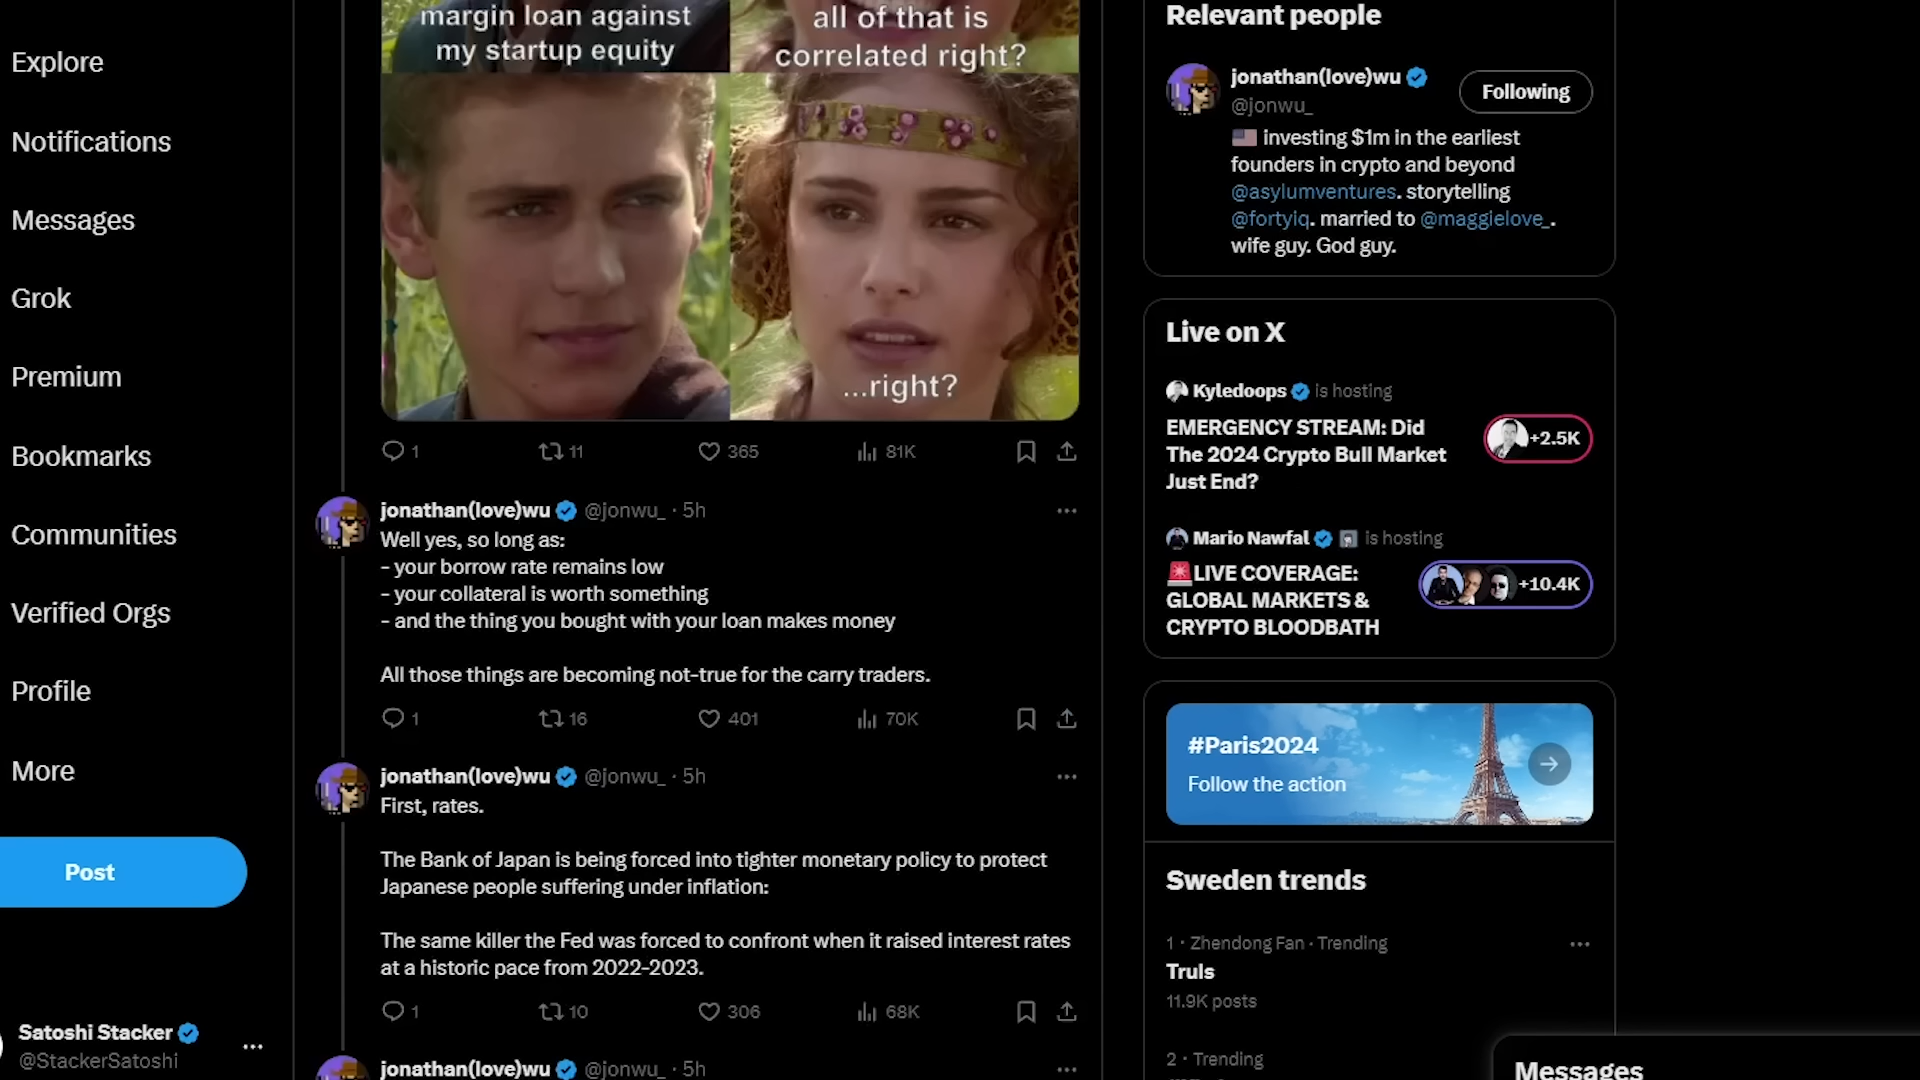 Explore
Notifications
Messages
Grok
Premium
Bookmarks
Communities
Verified Orgs
Profile
More
Post
Satoshi Stacker
@StackerSatoshi
margin loan against
my startup equity
all of that is
correlated right?
...right?
1 11 365 81K
jonathan(love)wu @jonwu_ · 5h
Well yes, so long as:
- your borrow rate remains low
- your collateral is worth something
- and the thing you bought with your loan makes money
All those things are becoming not-true for the carry traders.
1 16 401 70K
jonathan(love)wu @jonwu_ · 5h
First, rates.
The Bank of Japan is being forced into tighter monetary policy to protect
Japanese people suffering under inflation:
The same killer the Fed was forced to confront when it raised interest rates
at a historic pace from 2022-2023.
1 10 306 68K
jonathan(love)wu @jonwu_ · 5h
Relevant people
jonathan(love)wu
@jonwu_
Following
investing $1m in the earliest
founders in crypto and beyond
@asylumventures. storytelling
@fortyiq. married to @maggielove_.
wife guy. God guy.
Live on X
Kyledoops is hosting
EMERGENCY STREAM: Did
The 2024 Crypto Bull Market
Just End?
+2.5K
Mario Nawfal is hosting
LIVE COVERAGE:
GLOBAL MARKETS &
CRYPTO BLOODBATH
+10.4K
#Paris2024
Follow the action
Sweden trends
1 · Zhendong Fan · Trending
Truls
11.9K posts
2 · Trending
Messages